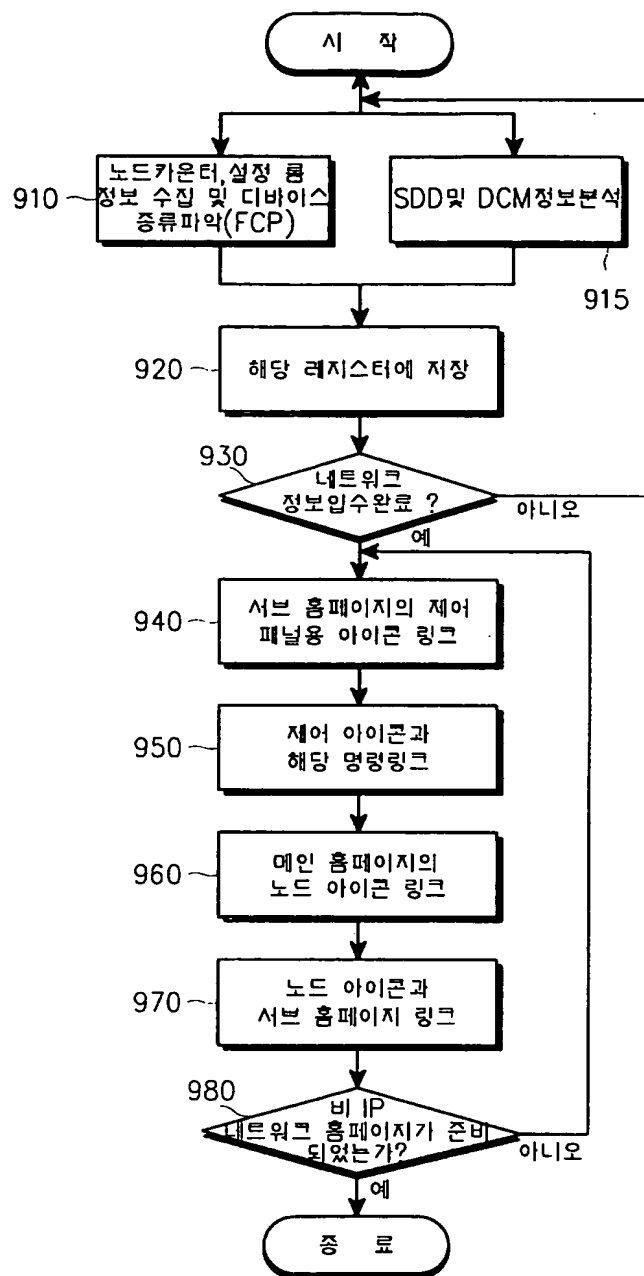 시 작
노드카운터,설정 롬
정보 수집 및 디바이스
종류파악(FCP)
910
SDD및 DCM정보분석
915
920
해당 레지스터에 저장
930
네트워크
정보입수완료 ?
아니오
예
940
서브 홈페이지의 제어
패널용 아이콘 링크
950
제어 아이콘과
해당 명령링크
960
메인 홈페이지의
노드 아이콘 링크
970
노드 아이콘과
서브 홈페이지 링크
980
비 IP
네트워크 홈페이지가 준비
되었는가?
아니오
예
종 료